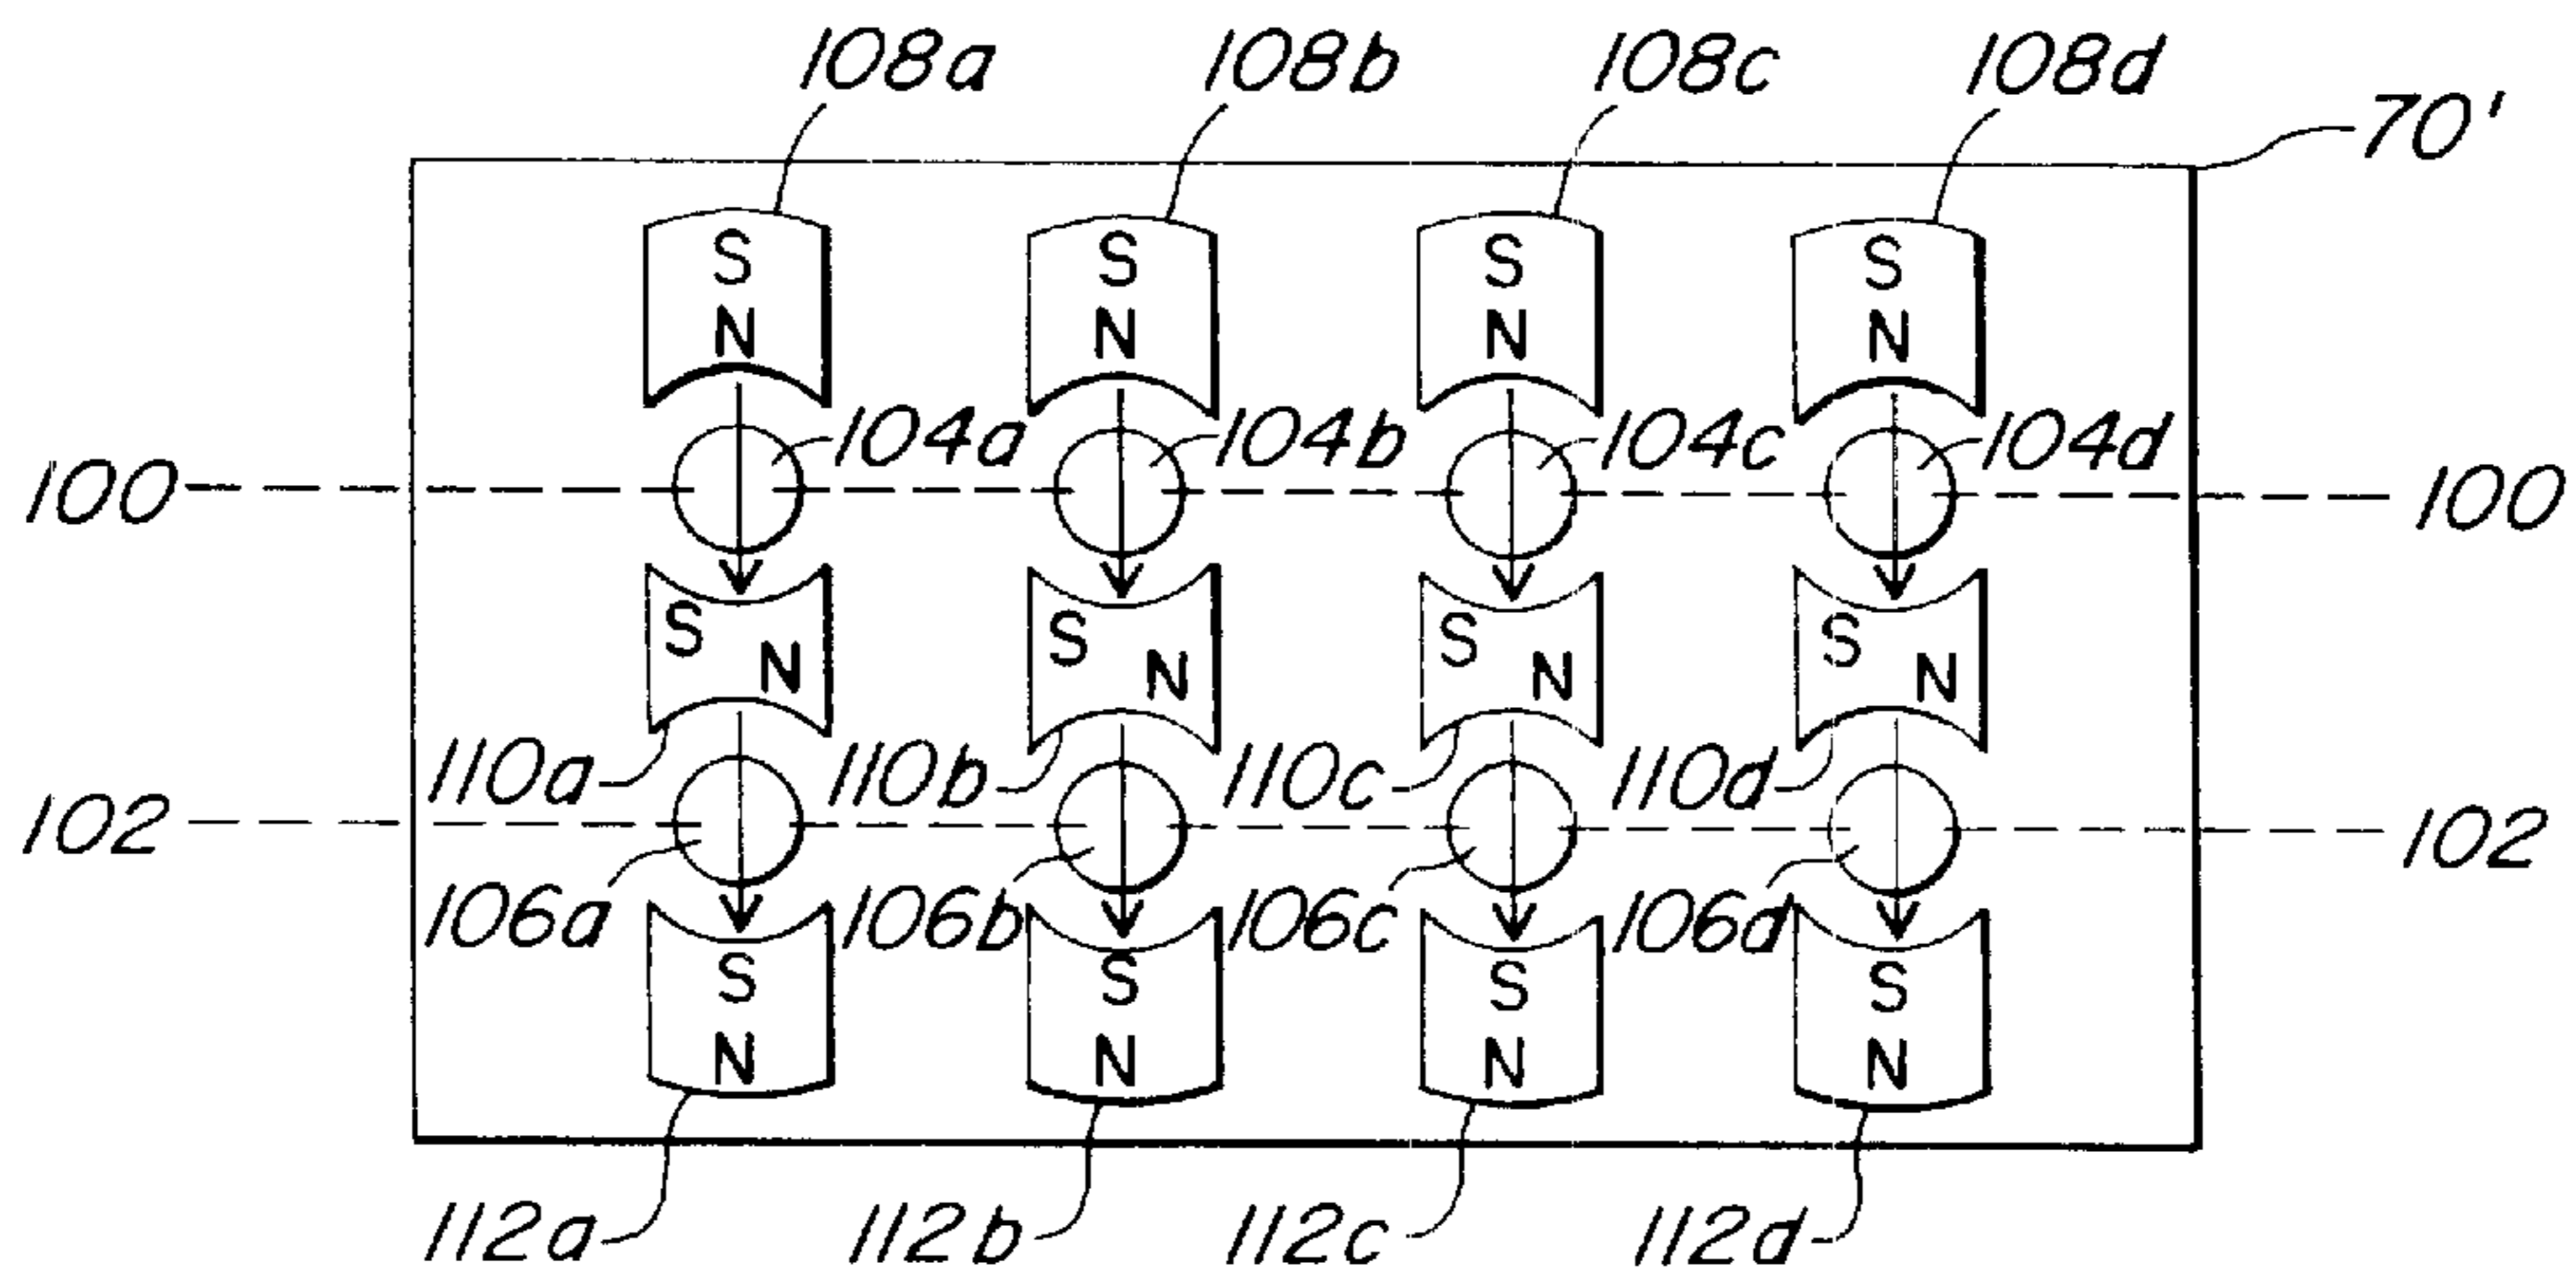 108a 108b 108c 108d
70'
S S S S
N N N N
104a 104b 104c 104d
100 100
S N S N S N S N
110a 110b 110c 110d
102 102
106a 106b 106c 106d
S S S S
N N N N
112a 112b 112c 112d